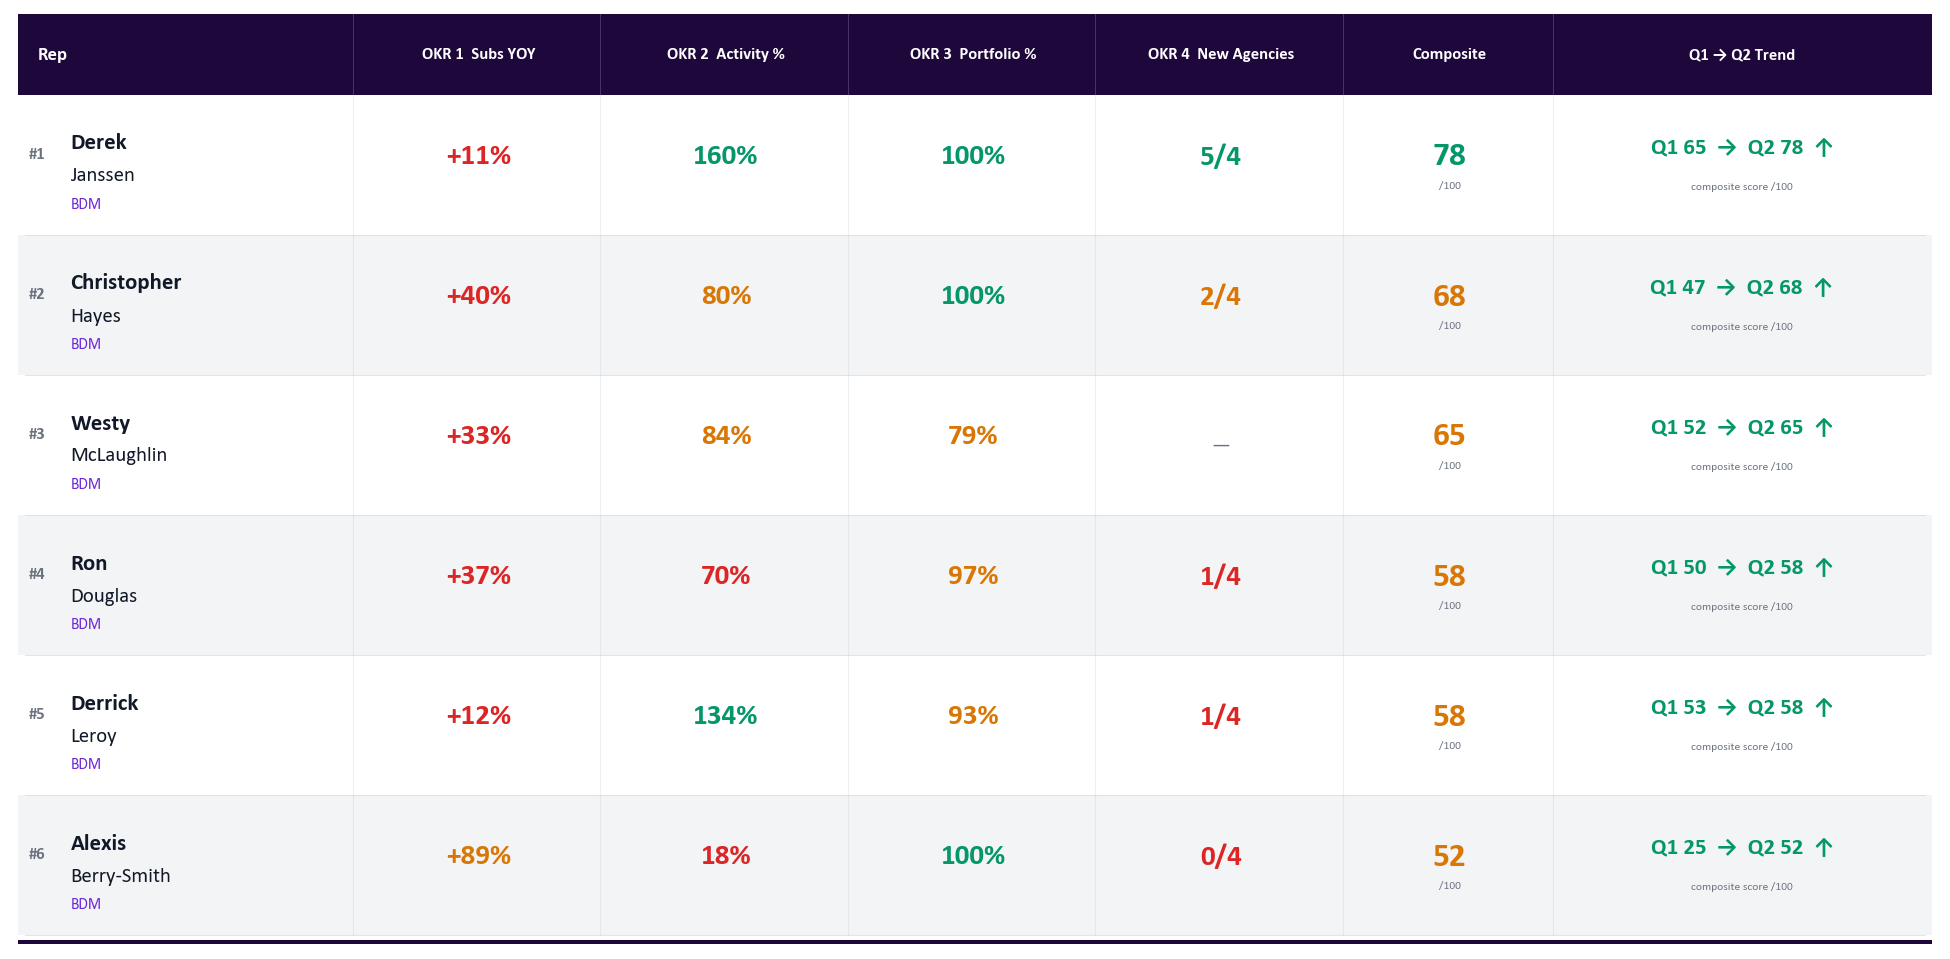 Rep OKR 1 Subs YOY OKR 2 Activity % OKR 3 Portfolio % OKR 4 New Agencies Composite Q1 → Q2 Trend
#1 Derek +11% 160% 100% 5/4 78 Q1 65 → Q2 78 ↑
Janssen /100 composite score /100
BDM
#2 Christopher +40% 80% 100% 2/4 68 Q1 47 → Q2 68 ↑
Hayes /100 composite score /100
BDM
#3 Westy +33% 84% 79% — 65 Q1 52 → Q2 65 ↑
McLaughlin /100 composite score /100
BDM
#4 Ron +37% 70% 97% 1/4 58 Q1 50 → Q2 58 ↑
Douglas /100 composite score /100
BDM
#5 Derrick +12% 134% 93% 1/4 58 Q1 53 → Q2 58 ↑
Leroy /100 composite score /100
BDM
#6 Alexis +89% 18% 100% 0/4 52 Q1 25 → Q2 52 ↑
Berry-Smith /100 composite score /100
BDM